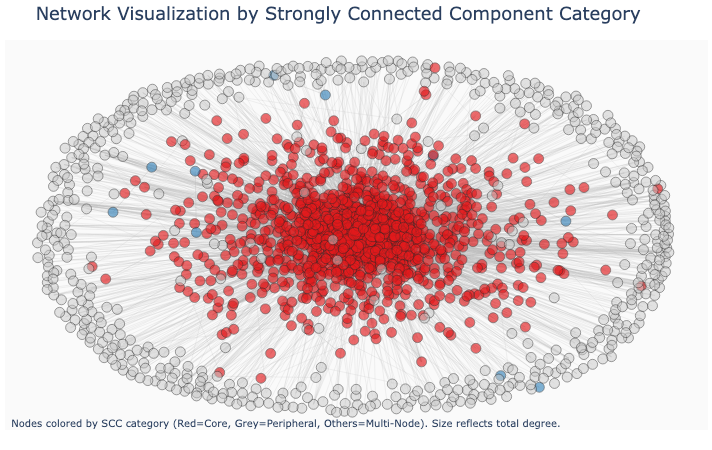 Network Visualization by Strongly Connected Component Category
Nodes colored by SCC category (Red=Core, Grey=Peripheral, Others=Multi-Node). Size reflects total degree.